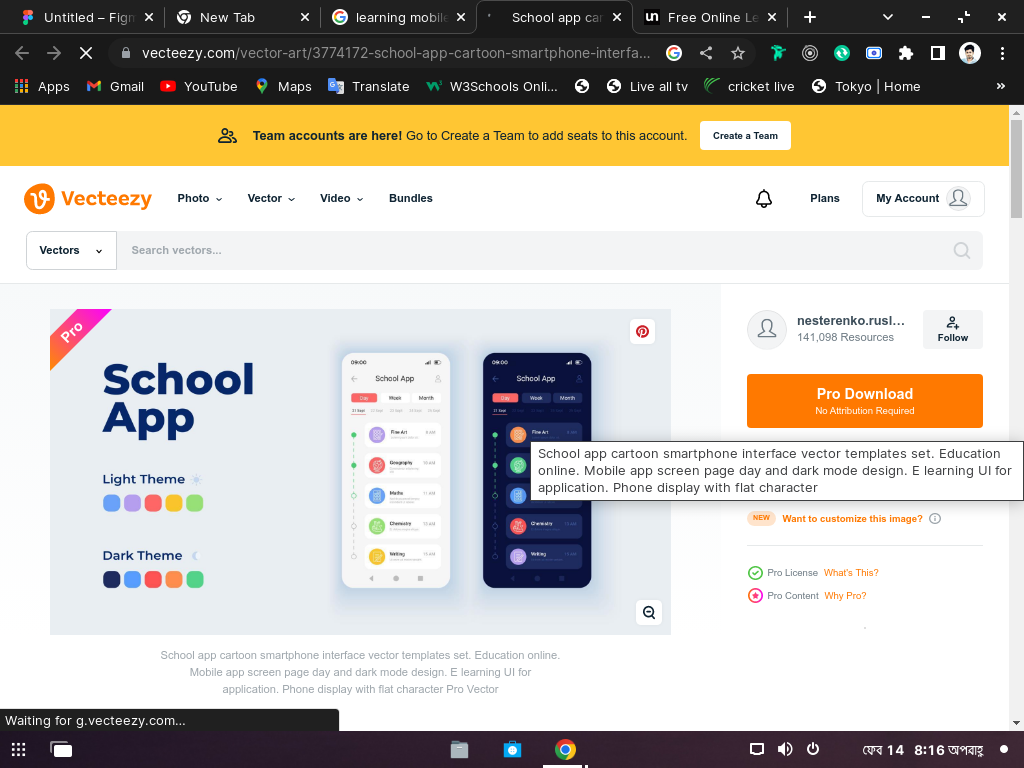 Untitled – Figm
New Tab
learning mobile
School app car
Free Online Le
vecteezy.com/vector-art/3774172-school-app-cartoon-smartphone-interfa...
Apps
Gmail
YouTube
Maps
Translate
W3Schools Onli...
Live all tv
cricket live
Tokyo | Home
»
Team accounts are here! Go to Create a Team to add seats to this account.
Create a Team
Vecteezy
Photo
Vector
Video
Bundles
Plans
My Account
Vectors
Search vectors...
Pro
School
App
Light Theme
Dark Theme
09:00
School App
Day
Week
Month
Fine Art
8 AM
Geography
10 AM
Maths
11 AM
Chemistry
Writing
09:00
School App
Day
Week
Month
Fine Art
Chemistry
Writing
nesterenko.rusl...
141,098 Resources
Follow
Pro Download
No Attribution Required
School app cartoon smartphone interface vector templates set. Education
online. Mobile app screen page day and dark mode design. E learning UI for
application. Phone display with flat character
NEW
Want to customize this image?
Pro License What's This?
Pro Content Why Pro?
School app cartoon smartphone interface vector templates set. Education online.
Mobile app screen page day and dark mode design. E learning UI for
application. Phone display with flat character Pro Vector
Waiting for g.vecteezy.com...
ফেব 14 8:16 অপরাহ্ণ